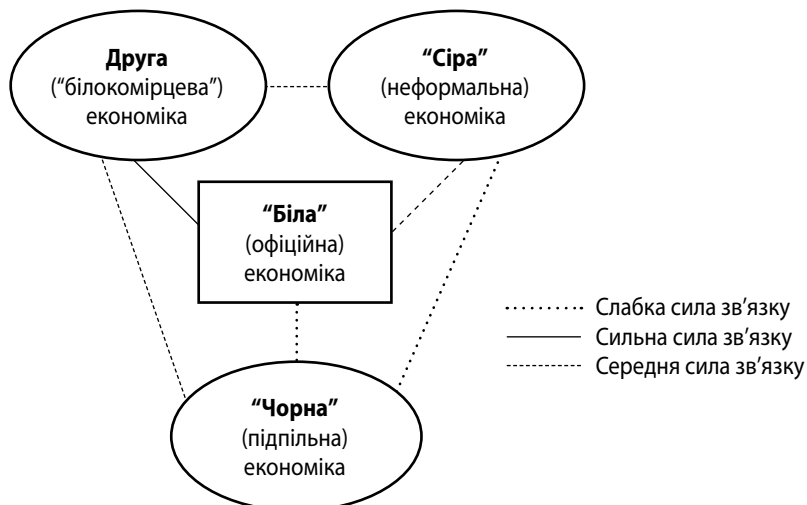 Друга
(“білокомірцева”)
економіка
“Сіра”
(неформальна)
економіка
“Біла”
(офіційна)
економіка
Слабка сила зв'язку
Сильна сила зв'язку
Середня сила зв'язку
“Чорна”
(підпільна)
економіка